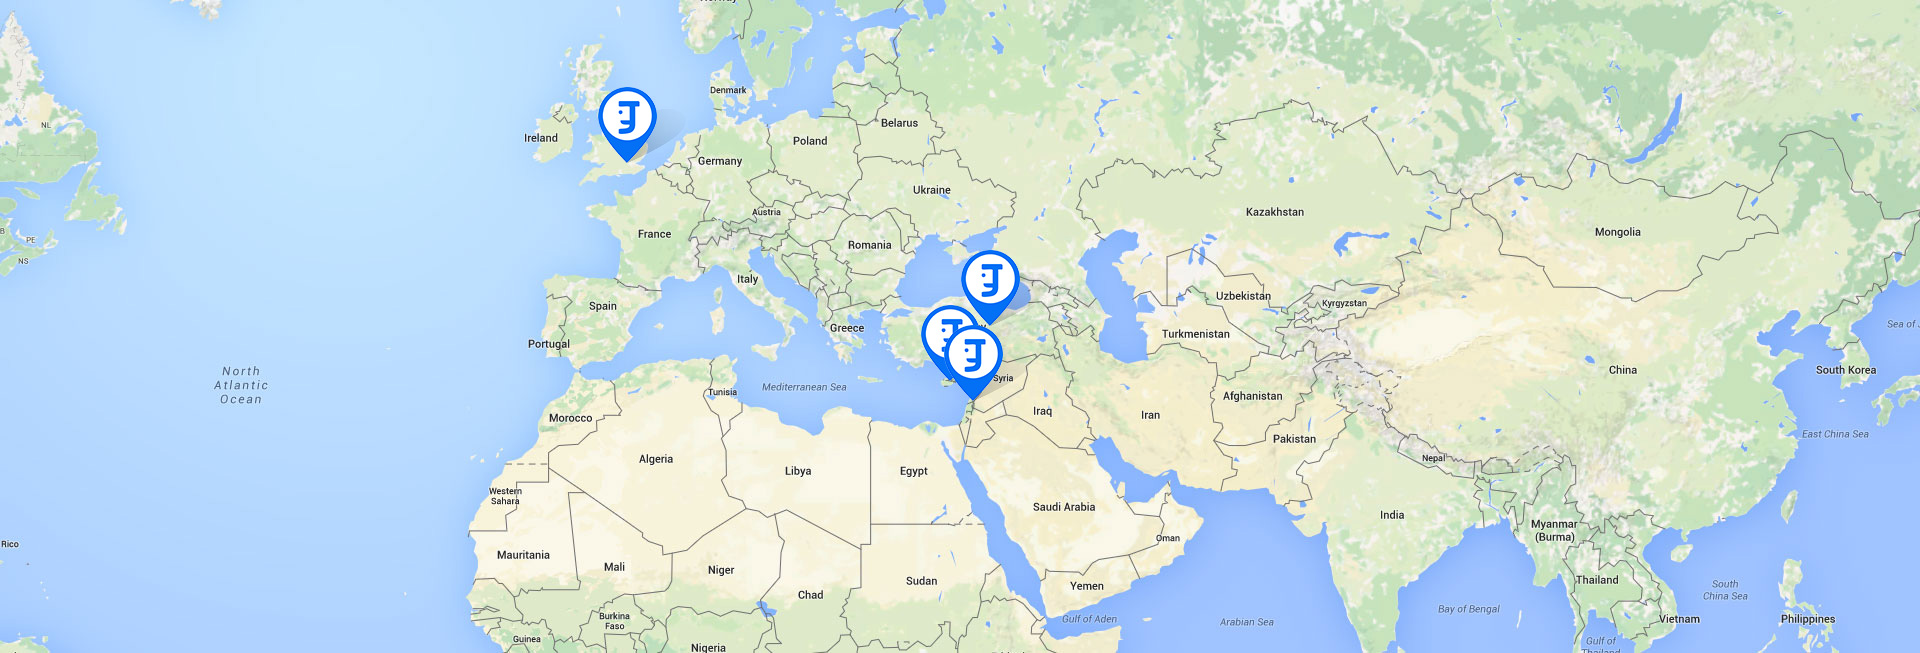 Norway
NL
Denmark
Ireland
Belarus
Poland
Germany
Ukraine
Austria
Kazakhstan
France
Mongolia
PE
Romania
NS
Italy
Uzbekistan
Kyrgyzstan
Spain
Sea of J
Greece
Turkmenistan
Portugal
North
Atlantic
Ocean
China
South Korea
Syria
Mediterranean Sea
Tunisia
Afghanistan
Iraq
Iran
Morocco
East China Sea
Pakistan
Nepal
Algeria
Libya
Egypt
Western
Sahara
Saudi Arabia
India
Myanmar
(Burma)
Oman
Rico
Mauritania
Mali
Niger
Sudan
Yemen
Thailand
South
China Sea
Chad
Bay of Bengal
Burkina
Faso
Gulf of Aden
Arabian Sea
Vietnam
Philippines
Guinea
Nigeria
Gulf of
Thailand